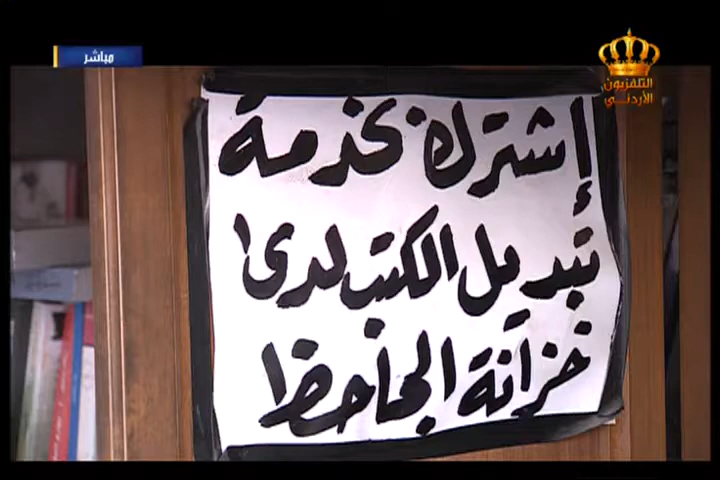 مباشر
التلفزيون
الأردني
إشترك بخدمة
تبديل الكتب لدى
خزانة الجاحظ